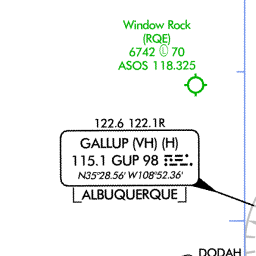 Window Rock
(RQE)
6742 Ⓛ 70
ASOS 118.325
122.6 122.1R
GALLUP (VH) (H)
115.1 GUP 98
N35°28.56' W108°52.36'
ALBUQUERQUE
DODAH